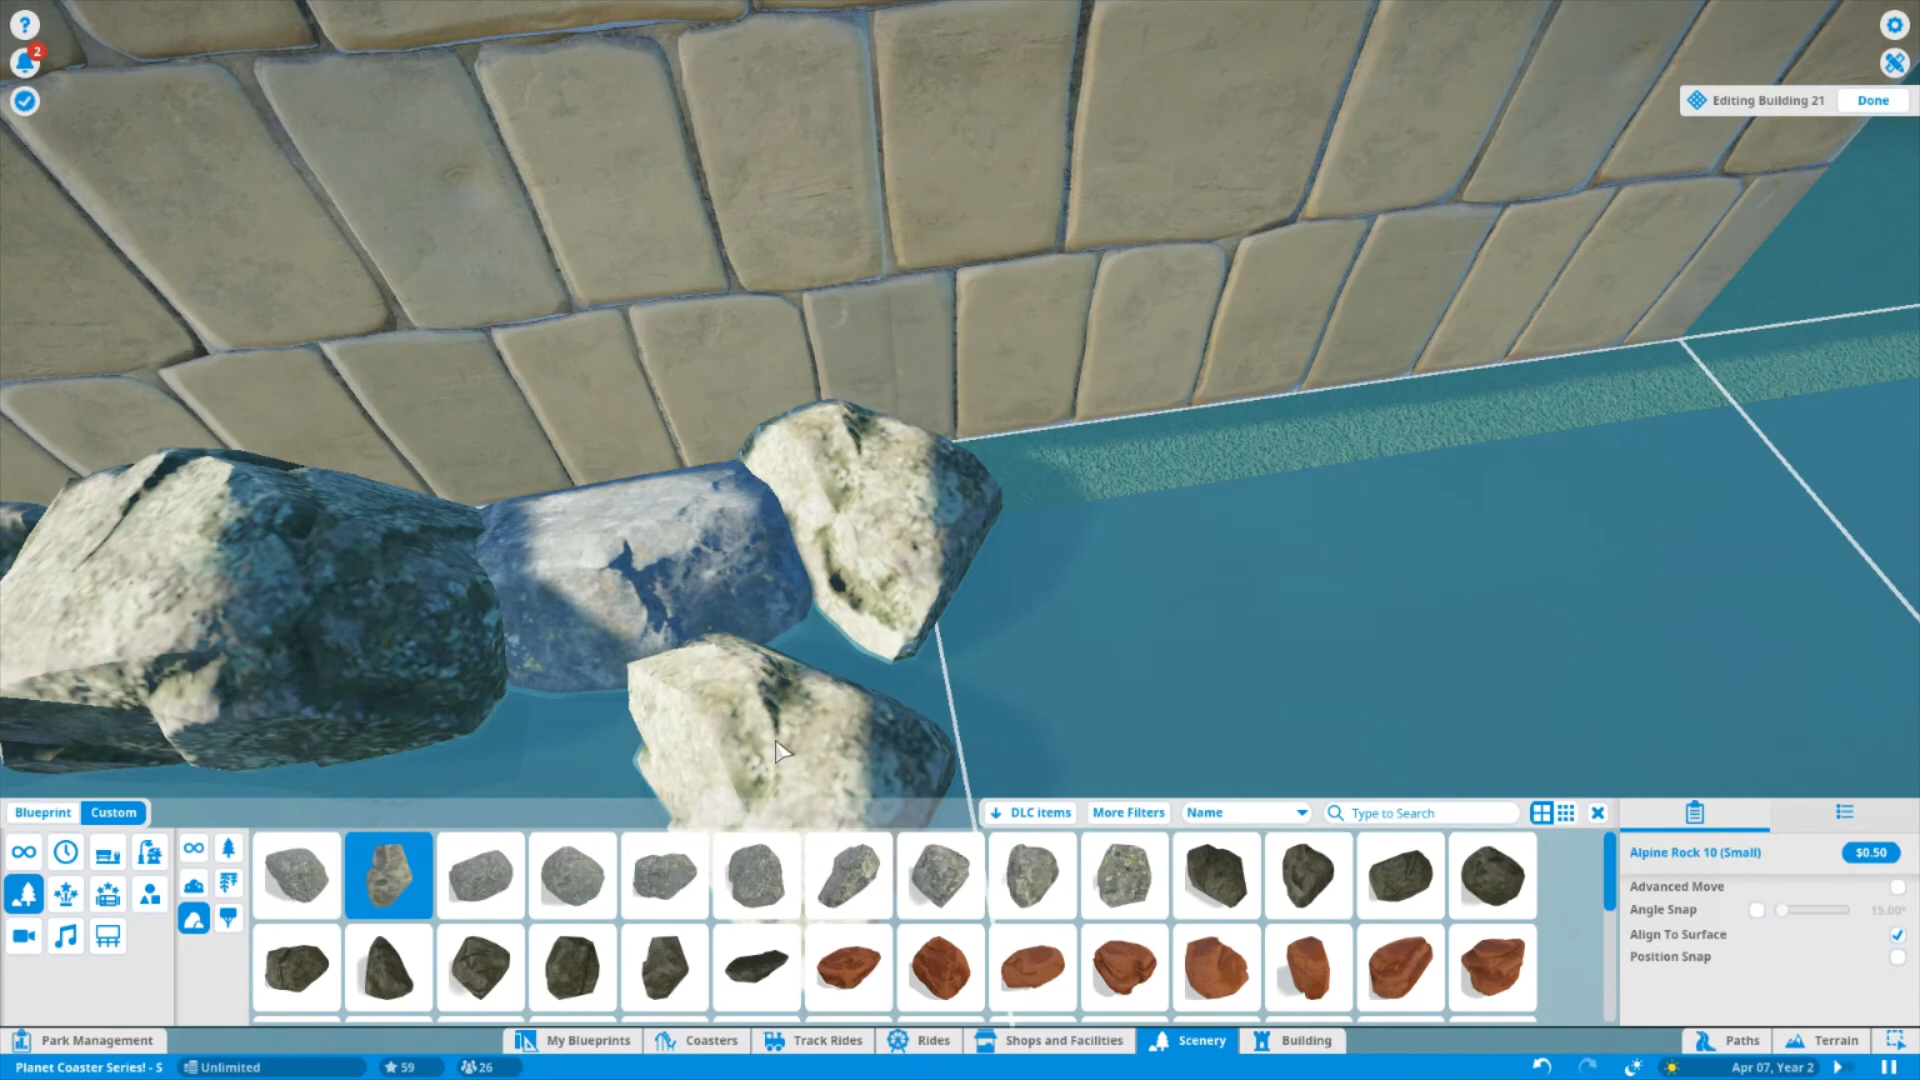 ?
2
Editing Building 21 Done
Blueprint Custom
DLC items More Filters Name Type to Search
Alpine Rock 10 (Small) $0.50
Advanced Move
Angle Snap 15.00°
Align To Surface
Position Snap
Park Management My Blueprints Coasters Track Rides Rides Shops and Facilities Scenery Building Paths Terrain
Planet Coaster Series! - S Unlimited 59 26 Apr 07, Year 2